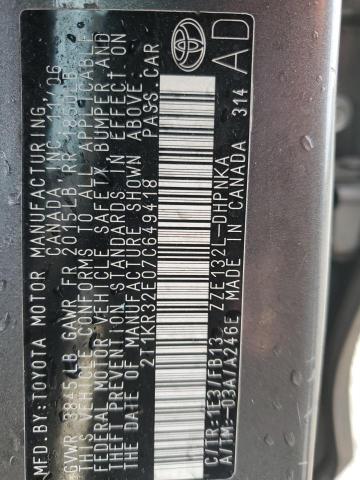 MFD.BY:TOYOTA MOTOR MANUFACTURING,
CANADA INC. 11/06
GVWR 3845LB GAWR FR 2015LB RR
THIS VEHICLE CONFORMS TO ALL APPLICABLE
FEDERAL MOTOR VEHICLE SAFETY, BUMPER AND
THEFT PREVENTION STANDARDS IN EFFECT ON
THE DATE OF MANUFACTURE SHOWN ABOVE.
2T1KR32E07C649418 PASS.CAR
C/TR:1E3/FB13 ZZE132L-DHPNKA
A/TM:-03A/A246E MADE IN CANADA 314
AD